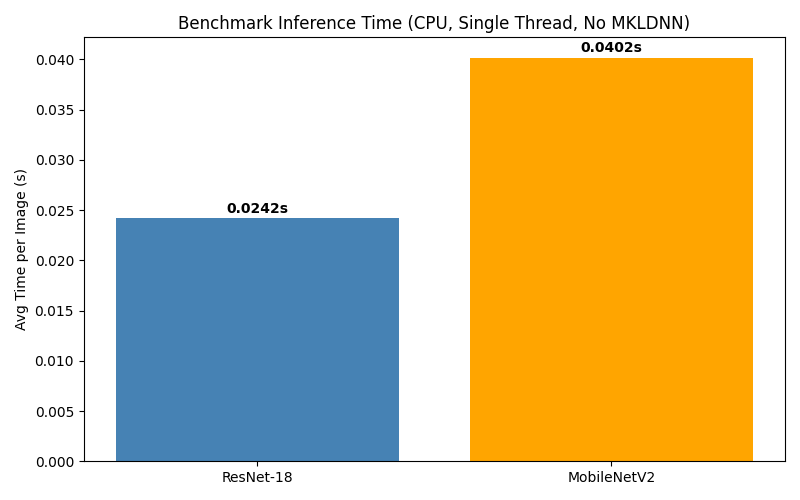 Benchmark Inference Time (CPU, Single Thread, No MKLDNN)
0.0402s
0.0242s
Avg Time per Image (s)
0.040
0.035
0.030
0.025
0.020
0.015
0.010
0.005
0.000
ResNet-18
MobileNetV2